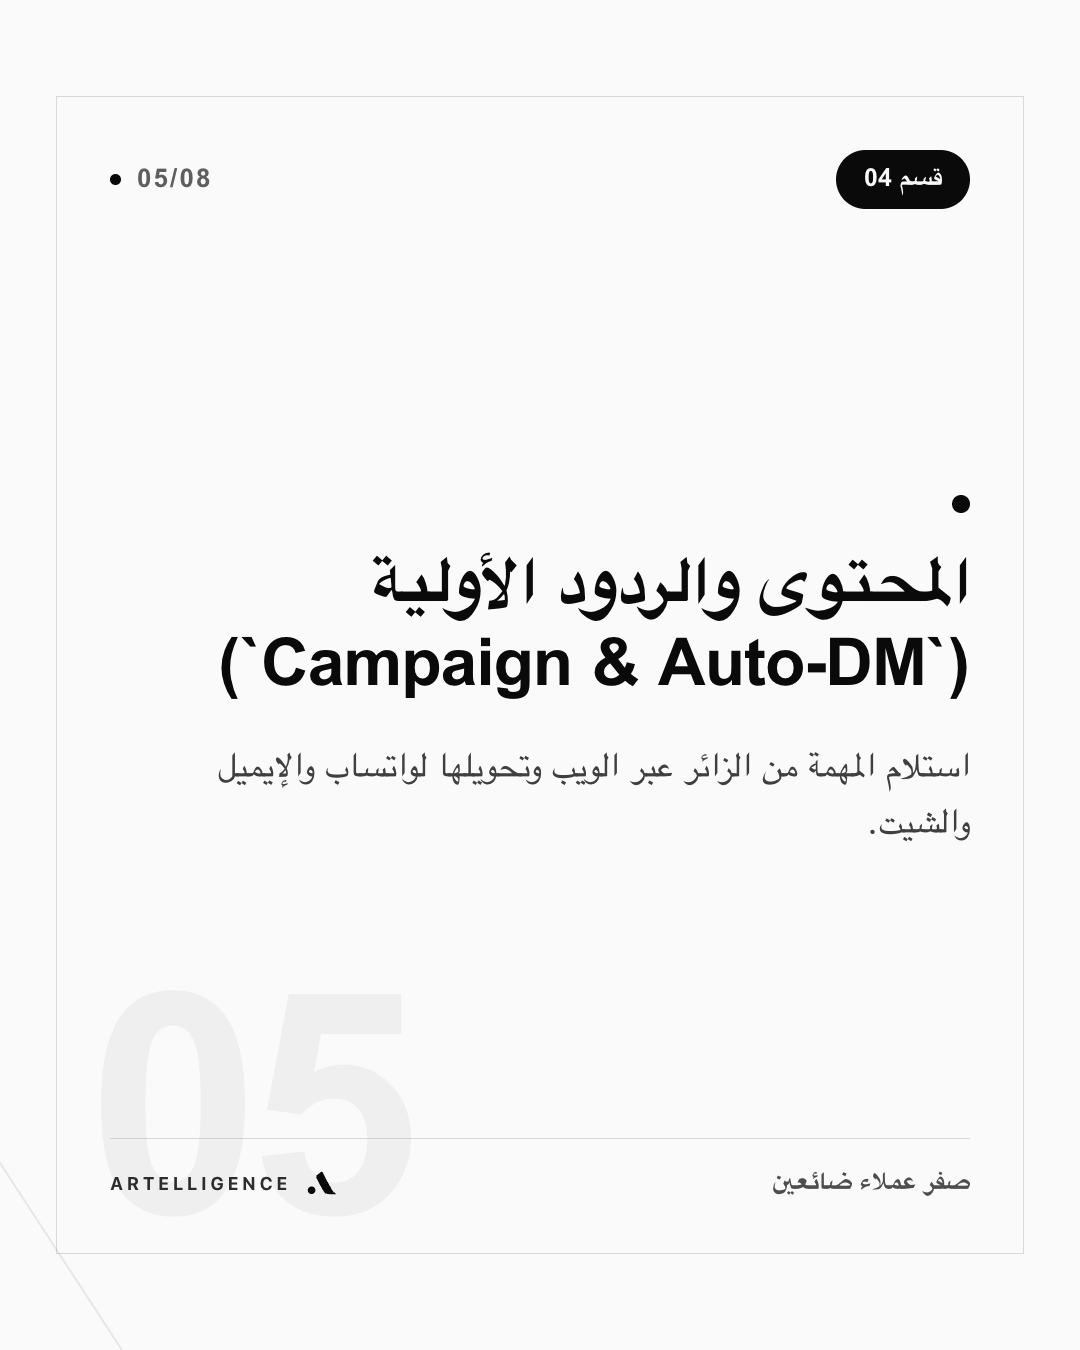 قسم 04
05/08
المحتوى والردود الأولية
(`Campaign & Auto-DM`)
استلام المهمة من الزائر عبر الويب وتحويلها لواتساب والإيميل
والشيت.
05
صفر عملاء ضائعين
ARTELLIGENCE